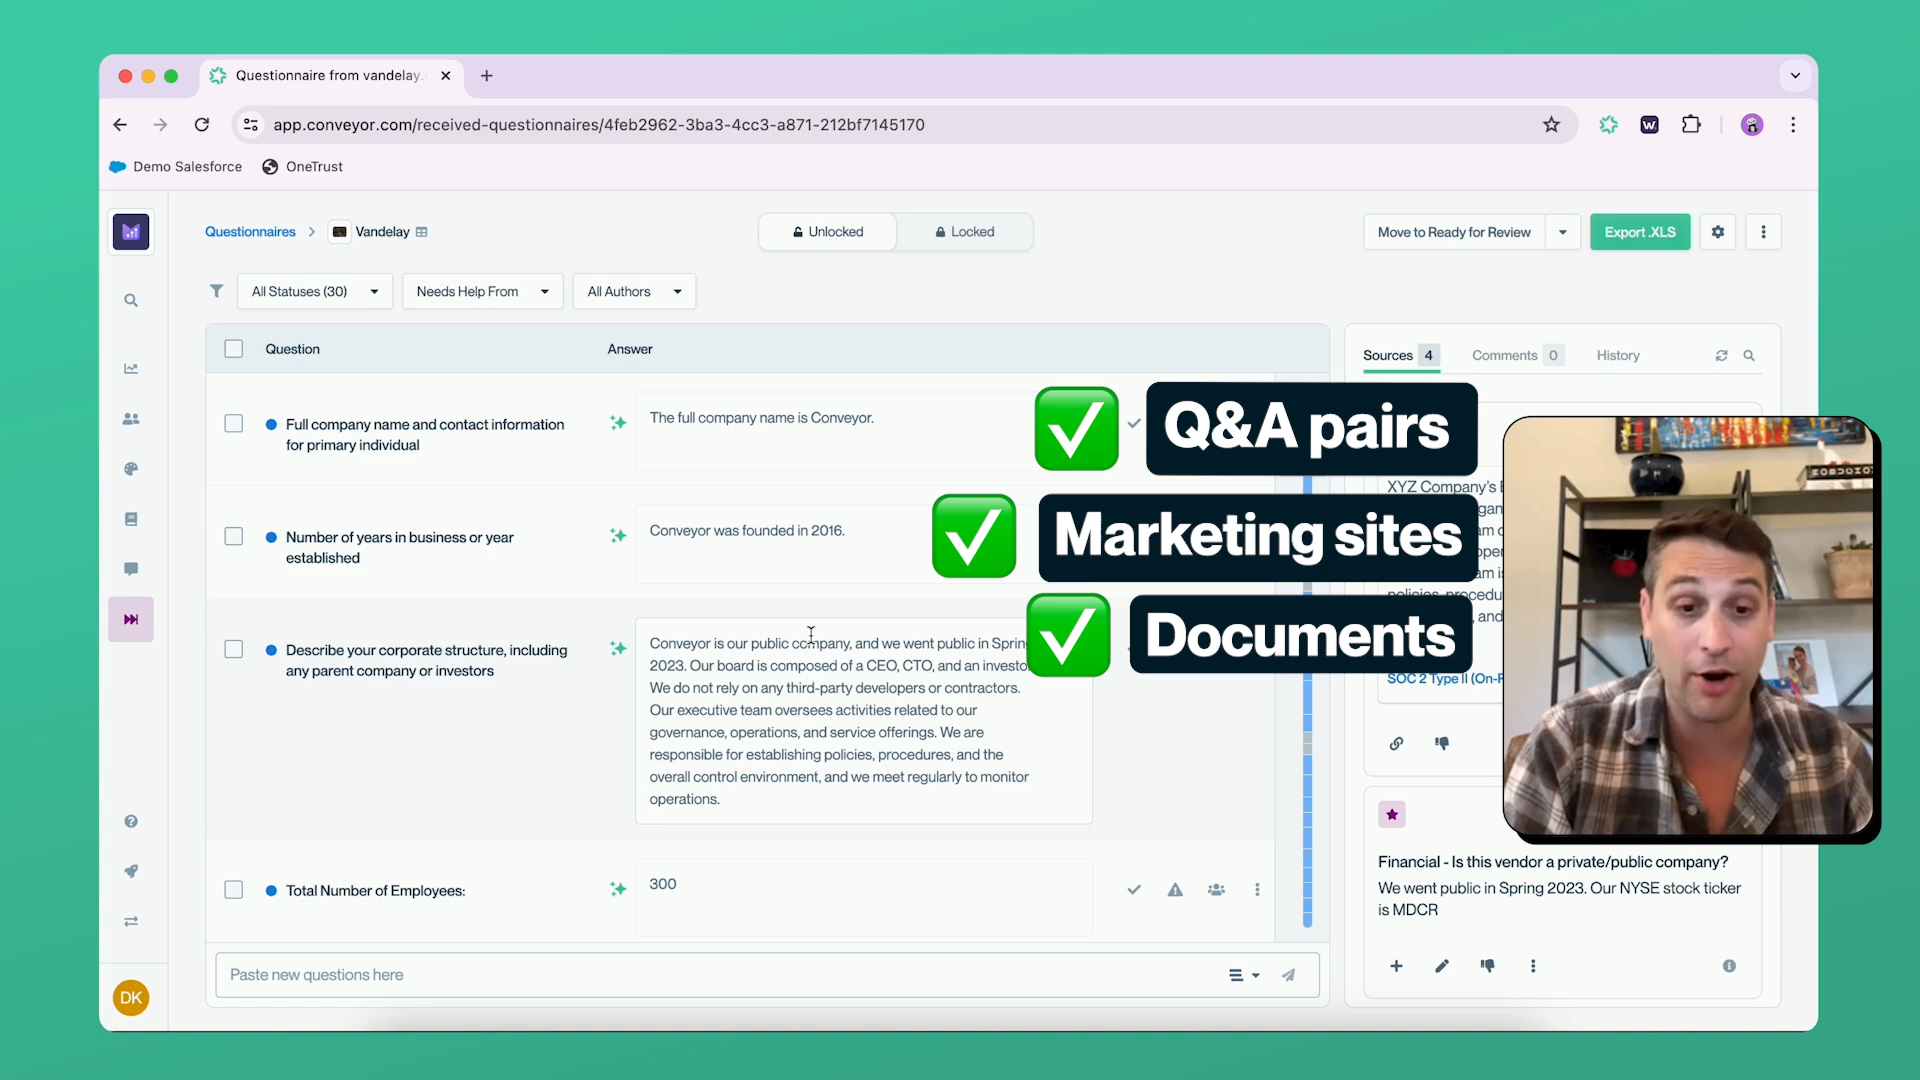 Questionnaire from vandelay.
app.conveyor.com/received-questionnaires/4feb2962-3ba3-4cc3-a871-212bf7145170
Demo Salesforce
OneTrust
Questionnaires
Vandelay
Unlocked
Locked
Move to Ready for Review
Export .XLS
All Statuses (30)
Needs Help From
All Authors
Question
Answer
Full company name and contact information
for primary individual
The full company name is Conveyor.
Number of years in business or year
established
Conveyor was founded in 2016.
Describe your corporate structure, including
any parent company or investors
Conveyor is our public company, and we went public in Sprin
2023. Our board is composed of a CEO, CTO, and an investo
We do not rely on any third-party developers or contractors.
Our executive team oversees activities related to our
governance, operations, and service offerings. We are
responsible for establishing policies, procedures, and the
overall control environment, and we meet regularly to monitor
operations.
Total Number of Employees:
300
Paste new questions here
DK
Q&A pairs
Marketing sites
Documents
Sources 4
Comments 0
History
XYZ Company's
SOC 2 Type II (On-
Financial - Is this vendor a private/public company?
We went public in Spring 2023. Our NYSE stock ticker
is MDCR